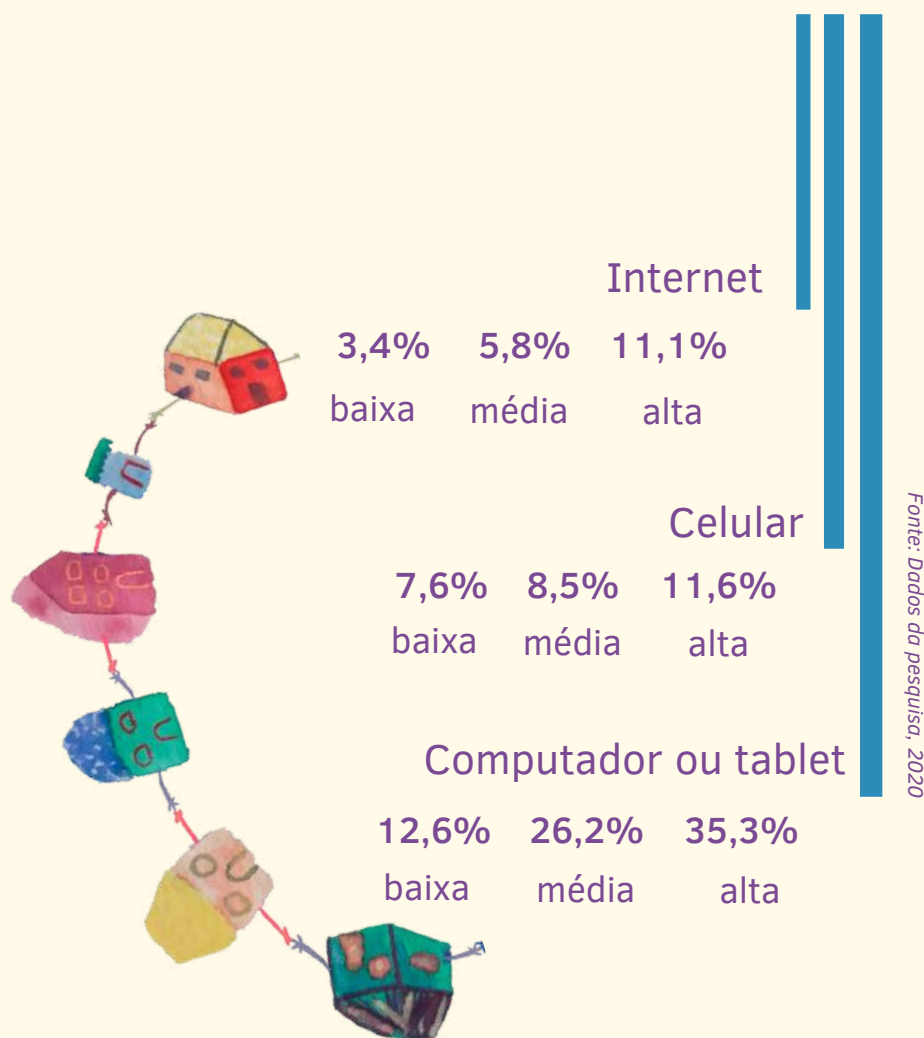 Internet
3,4% 5,8% 11,1%
baixa média alta
Celular
7,6% 8,5% 11,6%
baixa média alta
Computador ou tablet
12,6% 26,2% 35,3%
baixa média alta
Fonte: Dados da pesquisa, 2020